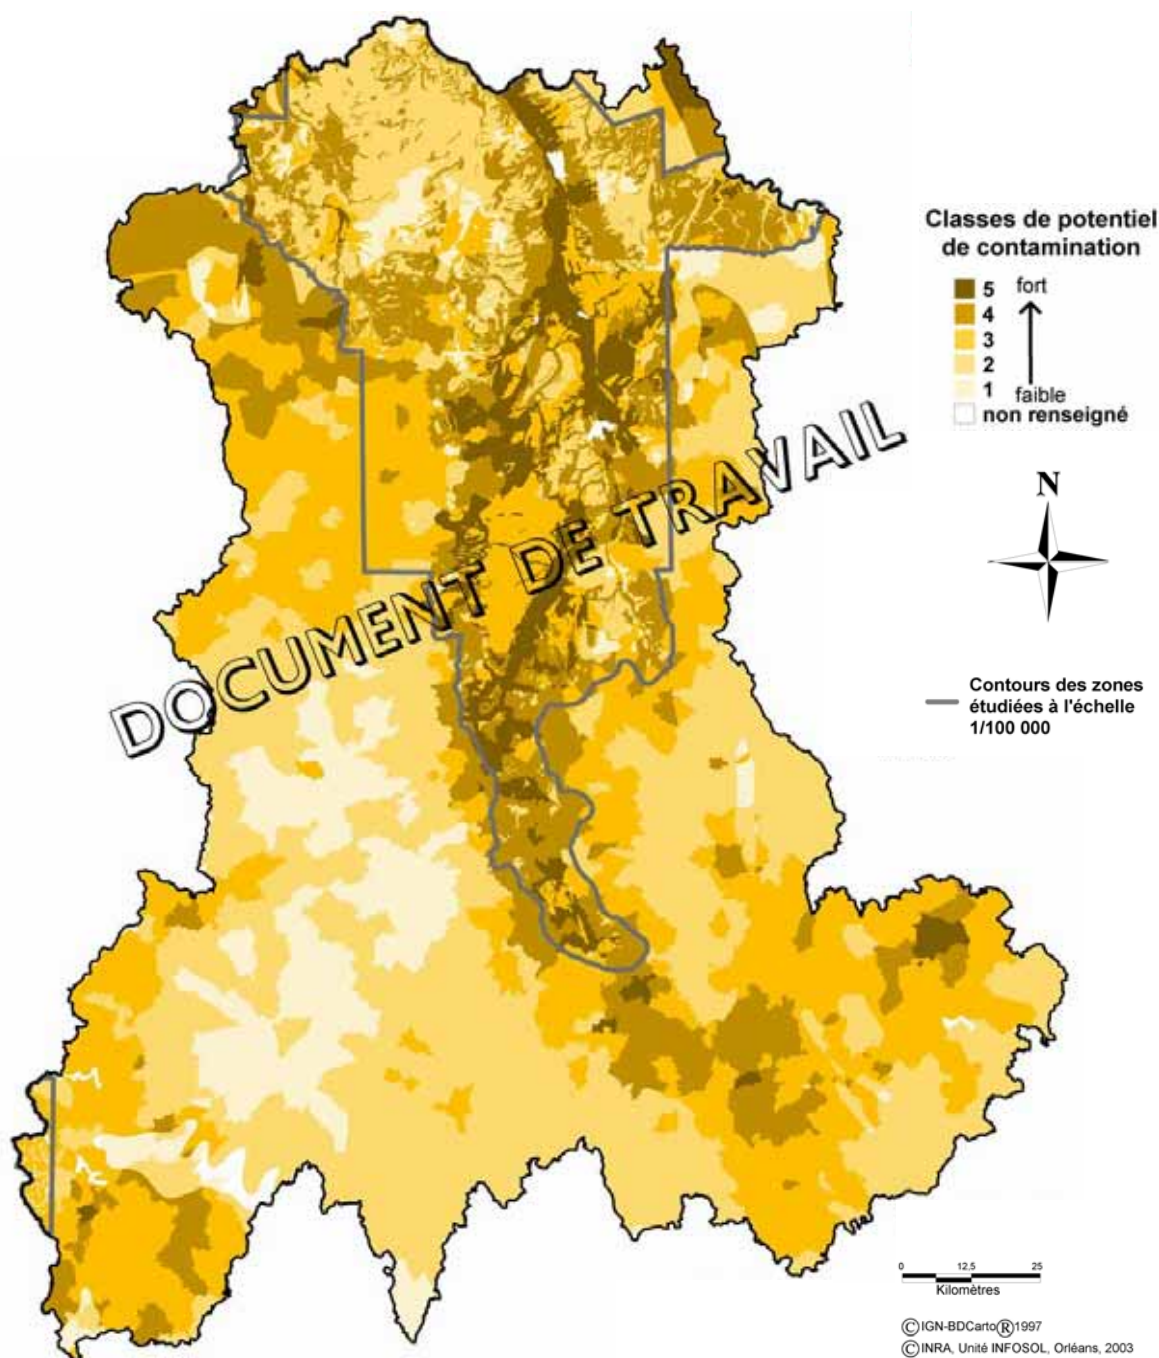 Classes de potentiel
de contamination
5 fort
4
3
2
1 faible
non renseigné
DOCUMENT DE TRAVAIL
N
Contours des zones
étudiées à l'échelle
1/100 000
0 12,5 25
Kilomètres
© IGN-BDCarto ® 1997
© INRA, Unité INFOSOL, Orléans, 2003